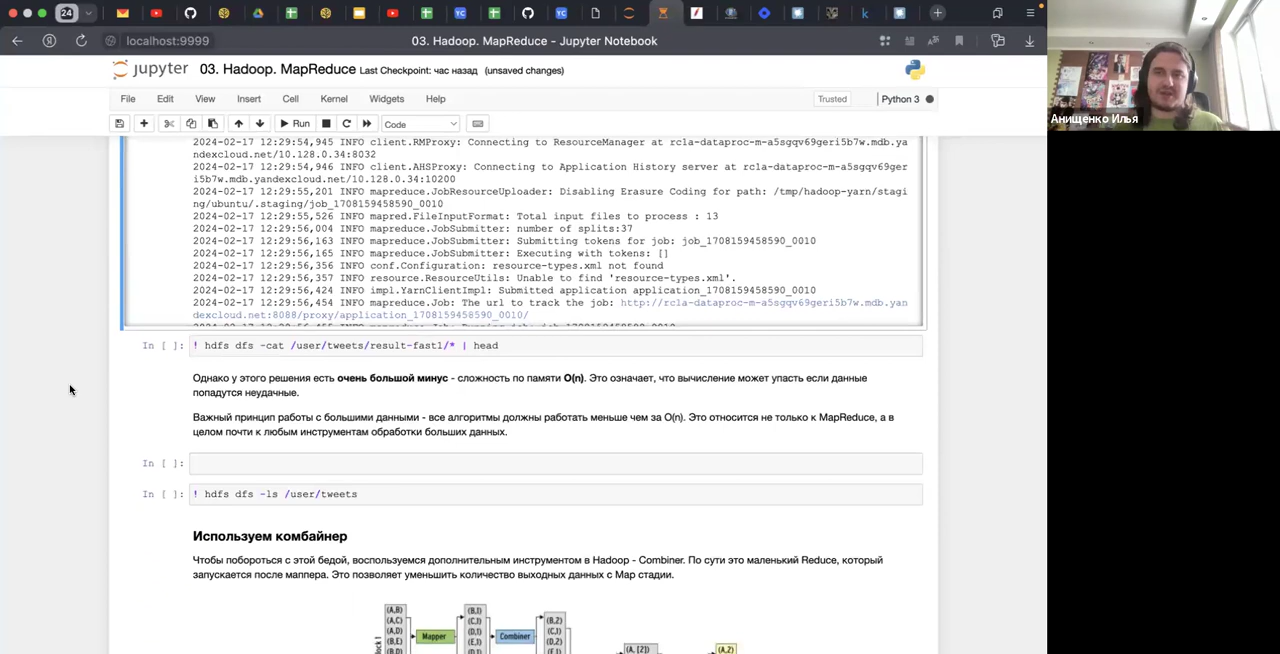 24
localhost:9999
03. Hadoop. MapReduce - Jupyter Notebook
jupyter 03. Hadoop. MapReduce Last Checkpoint: час назад (unsaved changes)
File Edit View Insert Cell Kernel Widgets Help Trusted Python 3
Run Code
2024-02-17 12:29:54,945 INFO client.RMProxy: Connecting to ResourceManager at rc1a-dataproc-m-a5sgqv69geri5b7w.mdb.ya
ndexcloud.net/10.128.0.34:8032
2024-02-17 12:29:54,946 INFO client.AHSProxy: Connecting to Application History server at rc1a-dataproc-m-a5sgqv69ger
i5b7w.mdb.yandexcloud.net/10.128.0.34:10200
2024-02-17 12:29:55,201 INFO mapreduce.JobResourceUploader: Disabling Erasure Coding for path: /tmp/hadoop-yarn/stag
ing/ubuntu/.staging/job_1708159458590_0010
2024-02-17 12:29:55,526 INFO mapred.FileInputFormat: Total input files to process : 13
2024-02-17 12:29:56,004 INFO mapreduce.JobSubmitter: number of splits:37
2024-02-17 12:29:56,163 INFO mapreduce.JobSubmitter: Submitting tokens for job: job_1708159458590_0010
2024-02-17 12:29:56,165 INFO mapreduce.JobSubmitter: Executing with tokens: []
2024-02-17 12:29:56,356 INFO conf.Configuration: resource-types.xml not found
2024-02-17 12:29:56,357 INFO resource.ResourceUtils: Unable to find 'resource-types.xml'.
2024-02-17 12:29:56,424 INFO impl.YarnClientImpl: Submitted application application_1708159458590_0010
2024-02-17 12:29:56,454 INFO mapreduce.Job: The url to track the job: http://rc1a-dataproc-m-a5sgqv69geri5b7w.mdb.yan
dexcloud.net:8088/proxy/application_1708159458590_0010/
In [ ]: ! hdfs dfs -cat /user/tweets/result-fast1/* | head
Однако у этого решения есть очень большой минус - сложность по памяти O(n). Это означает, что вычисление может упасть если данные
попадутся неудачные.
Важный принцип работы с большими данными - все алгоритмы должны работать меньше чем за O(n). Это относится не только к MapReduce, а в
целом почти к любым инструментам обработки больших данных.
In [ ]:
In [ ]: ! hdfs dfs -ls /user/tweets
Используем комбайнер
Чтобы побороться с этой бедой, воспользуемся дополнительным инструментом в Hadoop - Combiner. По сути это маленький Reduce, который
запускается после маппера. Это позволяет уменьшить количество выходных данных с Map стадии.
(A,B)
(A,C)
(A,D)
(B,E)
(B,D)
Mapper
(B,1)
(C,1)
(D,1)
(E,1)
Combiner
(B,2)
(C,1)
(D,2)
(E,1)
(A, [2])
(A,2)
Анищенко Илья